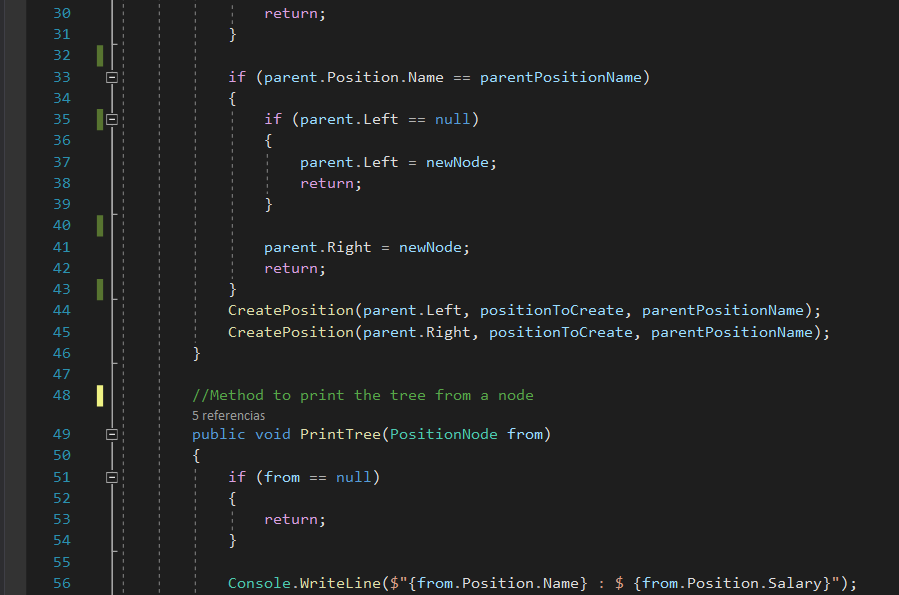 30 return;
31 }
32
33 if (parent.Position.Name == parentPositionName)
34 {
35 if (parent.Left == null)
36 {
37 parent.Left = newNode;
38 return;
39 }
40
41 parent.Right = newNode;
42 return;
43 }
44 CreatePosition(parent.Left, positionToCreate, parentPositionName);
45 CreatePosition(parent.Right, positionToCreate, parentPositionName);
46 }
47
48 //Method to print the tree from a node
5 referencias
49 public void PrintTree(PositionNode from)
50 {
51 if (from == null)
52 {
53 return;
54 }
55
56 Console.WriteLine($"{from.Position.Name} : $ {from.Position.Salary}");